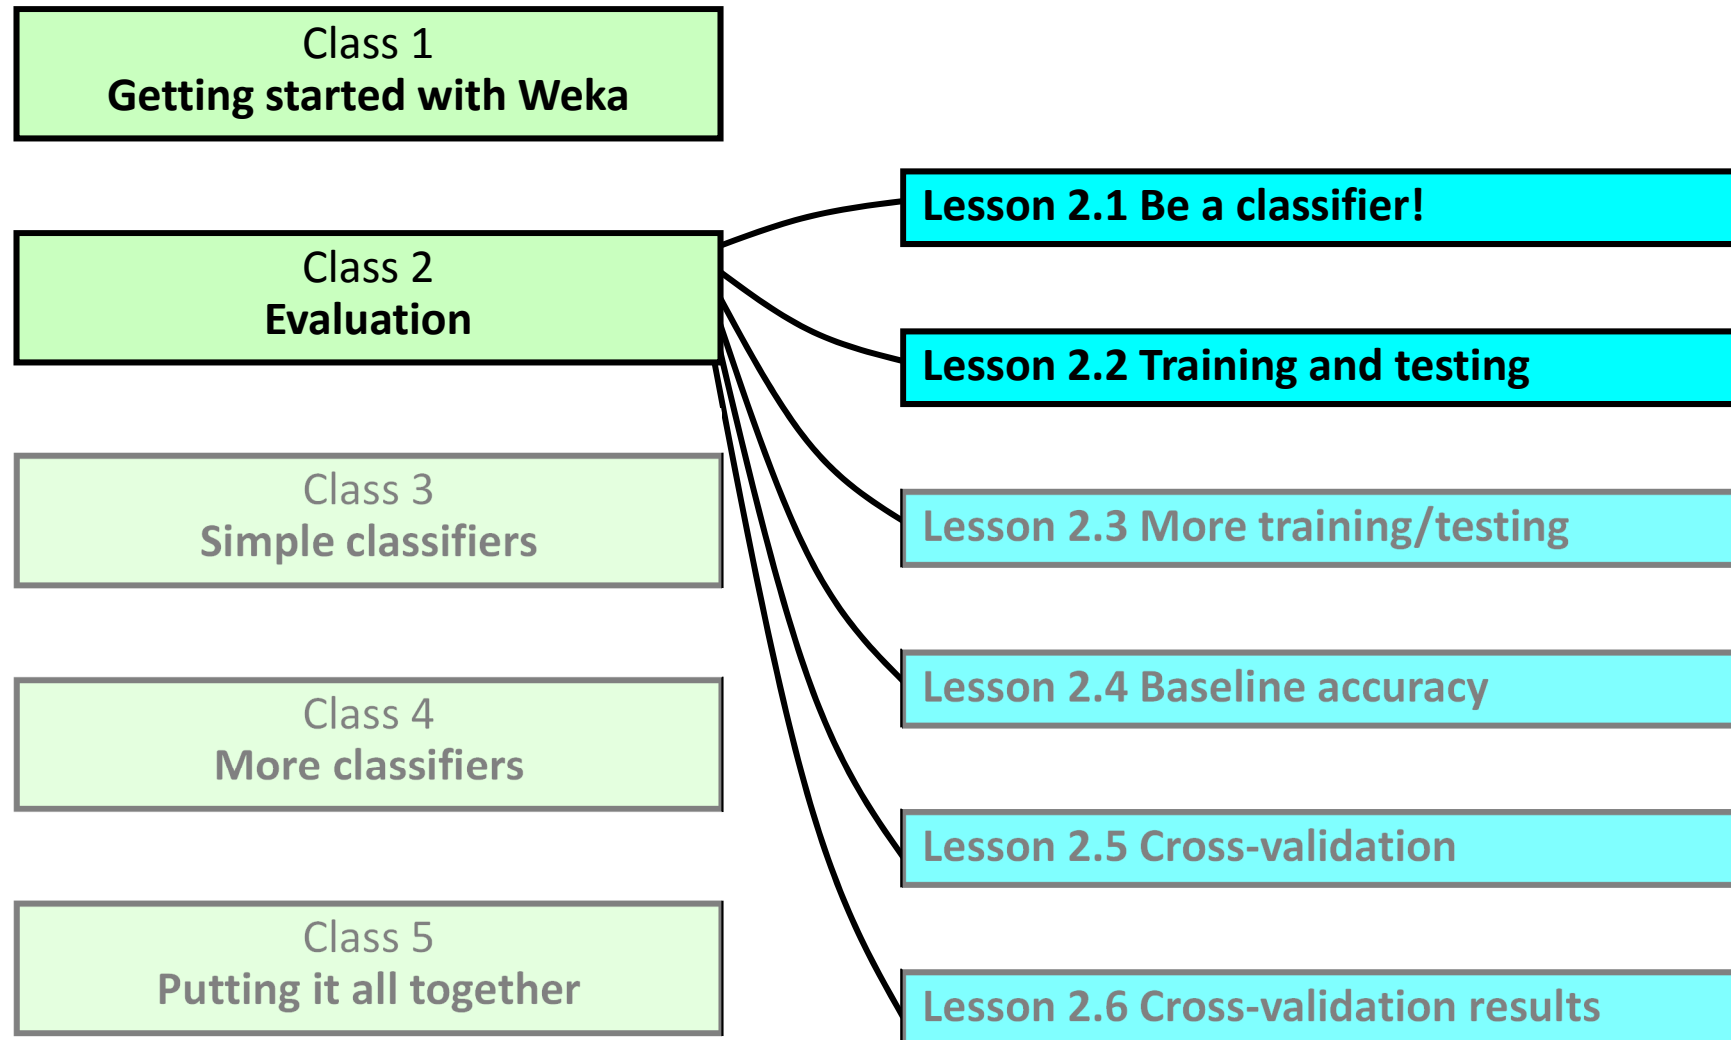 Class 1
Getting started with Weka
Class 2
Evaluation
Class 3
Simple classifiers
Class 4
More classifiers
Class 5
Putting it all together
Lesson 2.1 Be a classifier!
Lesson 2.2 Training and testing
Lesson 2.3 More training/testing
Lesson 2.4 Baseline accuracy
Lesson 2.5 Cross-validation
Lesson 2.6 Cross-validation results